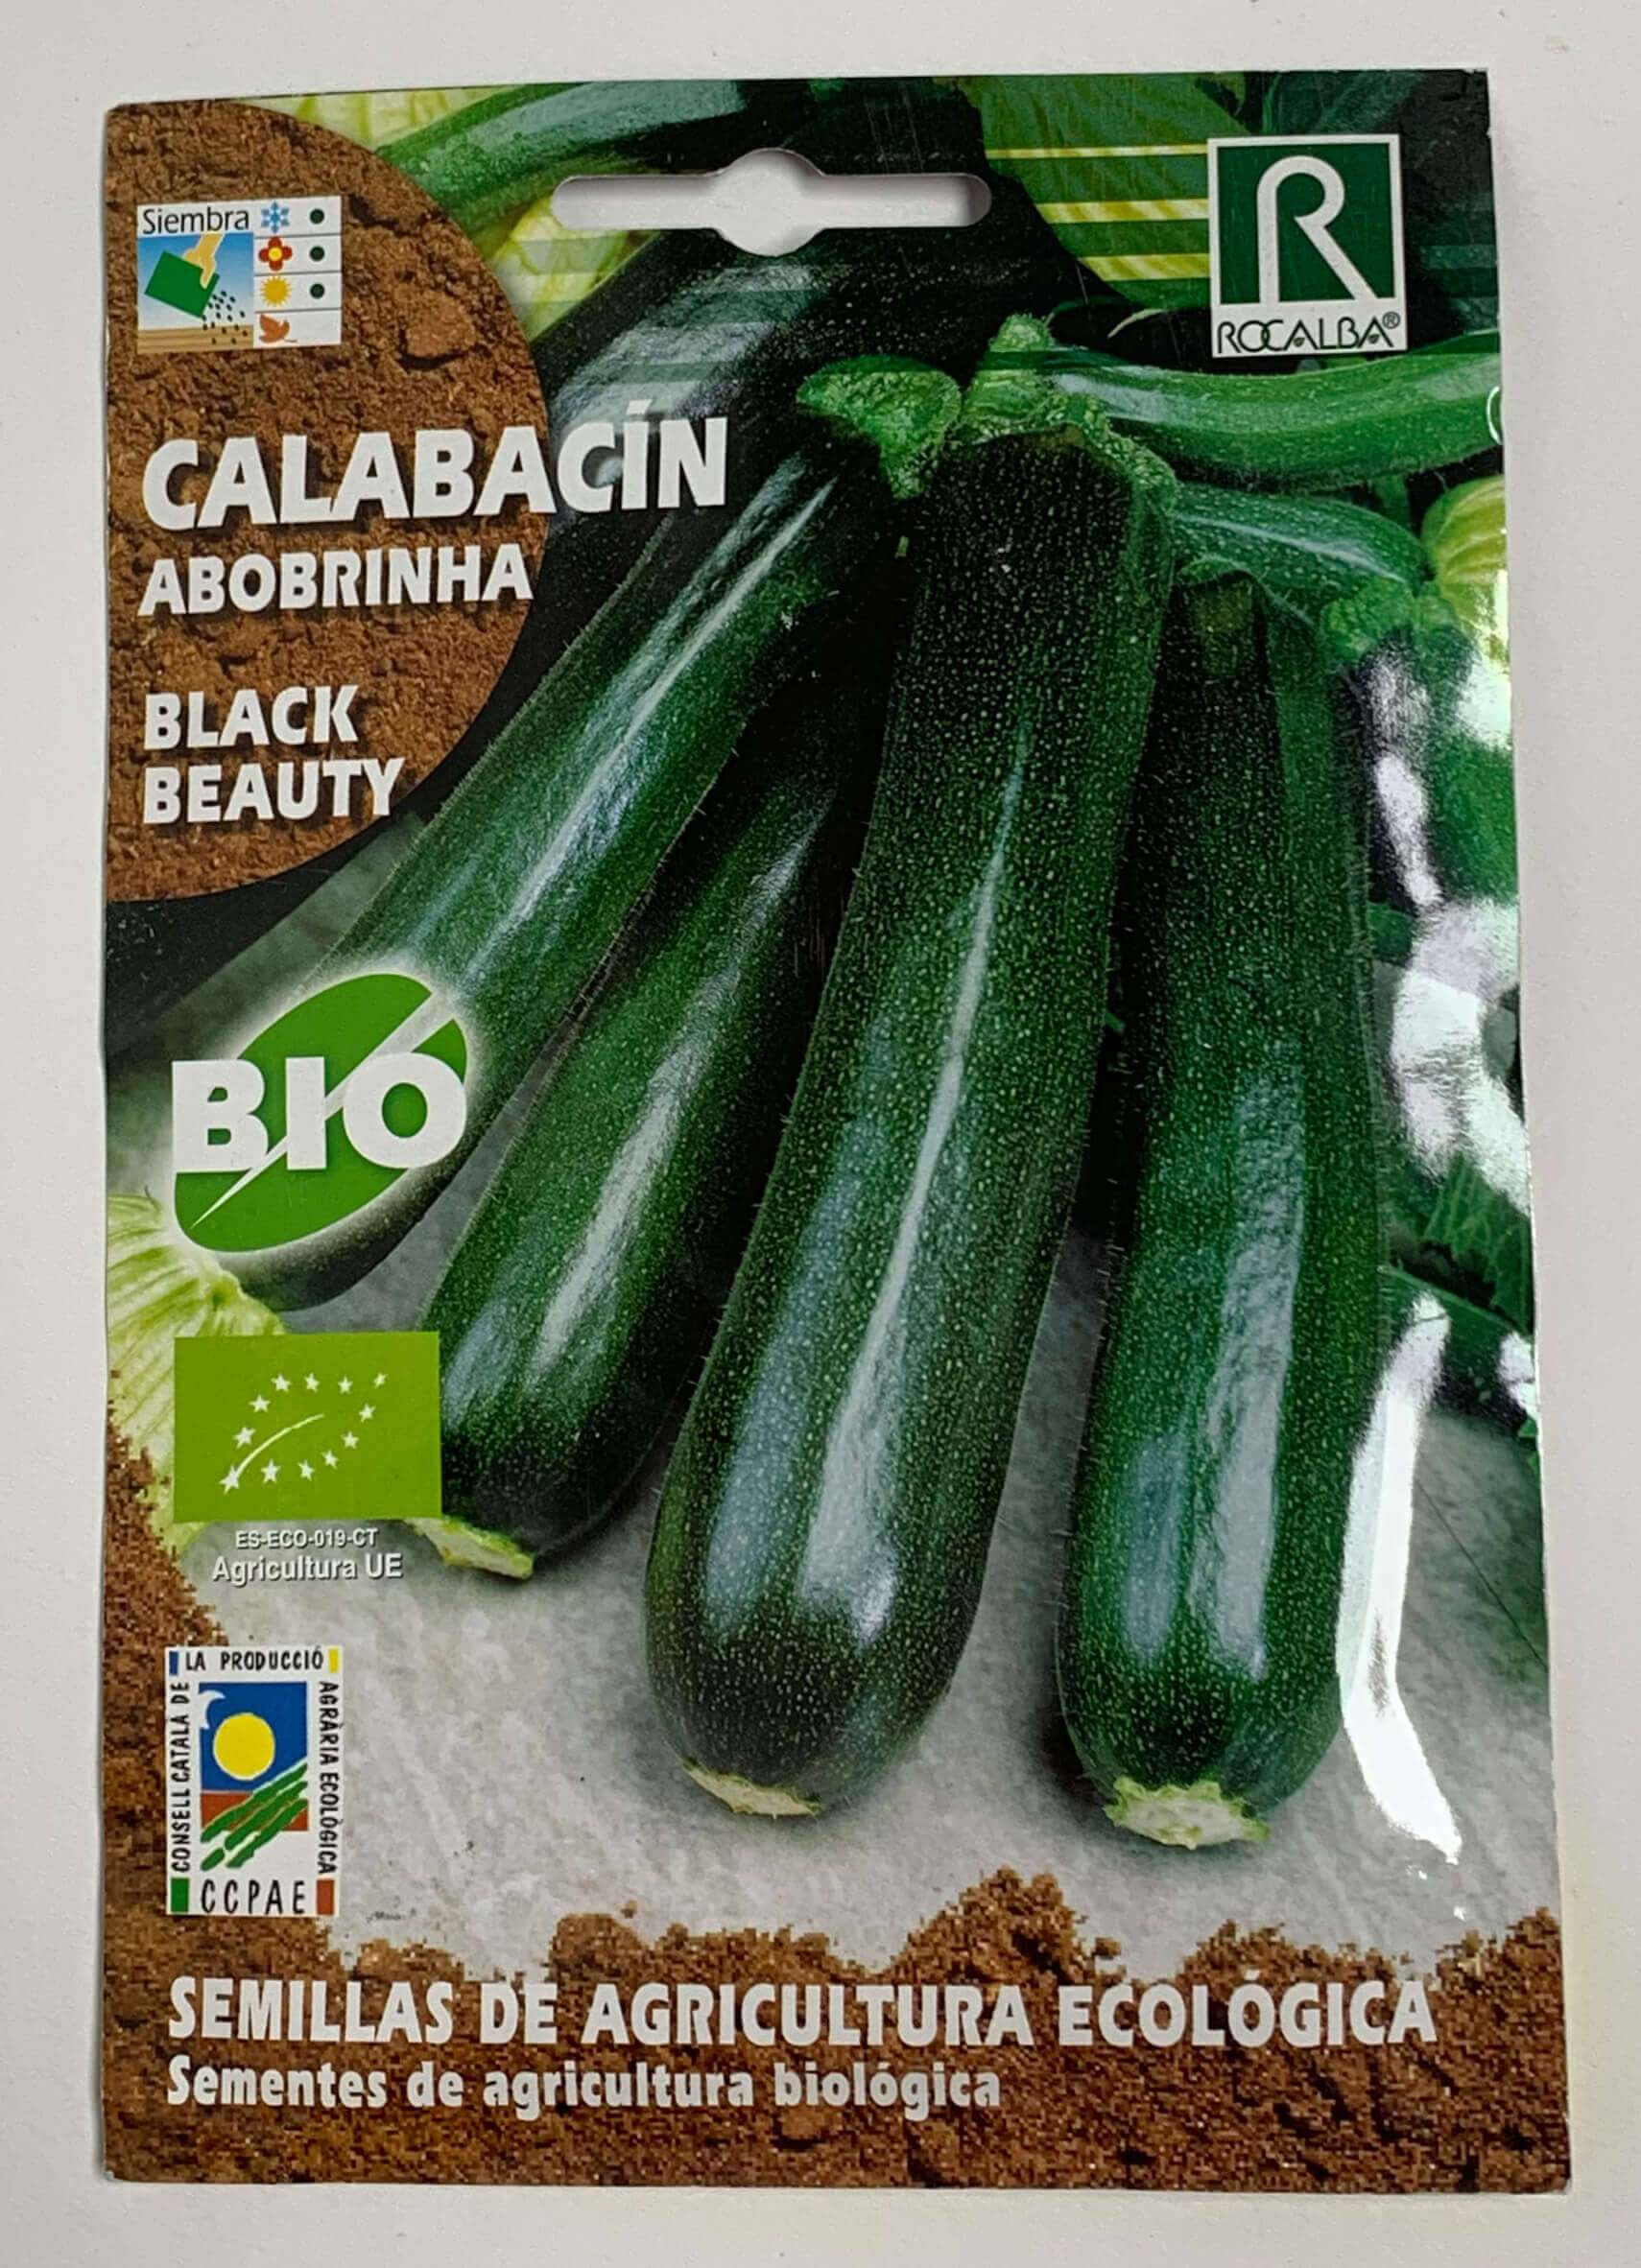 Siembra
R
ROCALBA®
CALABACÍN
ABOBRINHA
BLACK
BEAUTY
BIO
ES-ECO-019-CT
Agricultura UE
LA PRODUCCIÓ
CONSELL CATALÀ DE
AGRÀRIA ECOLÒGICA
CCPAE
SEMILLAS DE AGRICULTURA ECOLÓGICA
Sementes de agricultura biológica